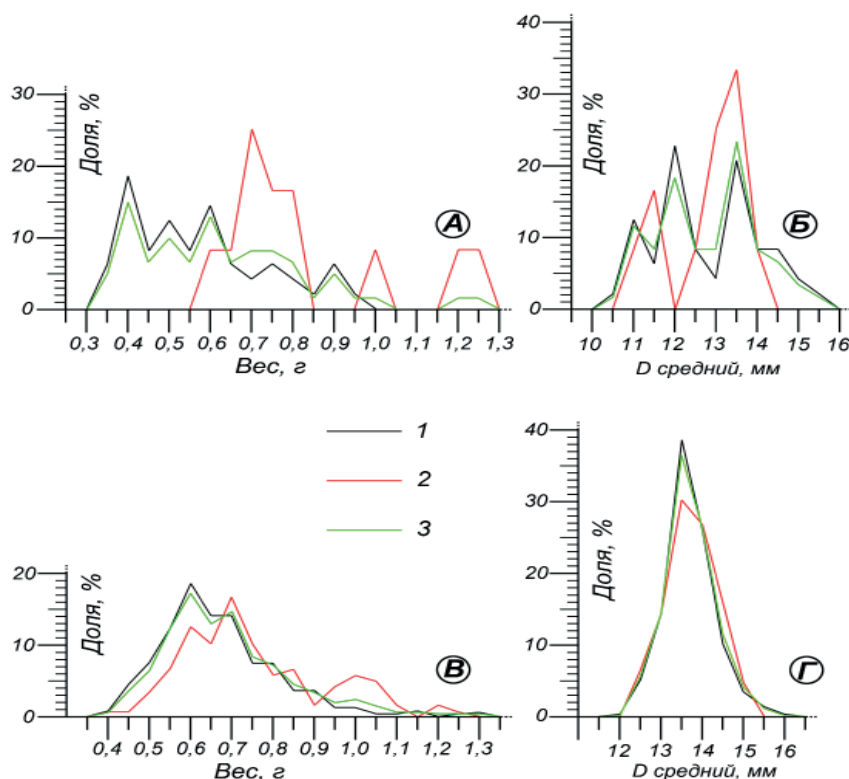 Доля, %
30
20
10
0
0,3 0,4 0,5 0,6 0,7 0,8 0,9 1,0 1,1 1,2 1,3
Вес, г
А
Доля, %
40
30
20
10
0
10 11 12 13 14 15 16
D средний, мм
Б
1
2
3
Доля, %
20
10
0
0,4 0,5 0,6 0,7 0,8 0,9 1,0 1,1 1,2 1,3
Вес, г
В
Доля, %
40
30
20
10
0
12 13 14 15 16
D средний, мм
Г